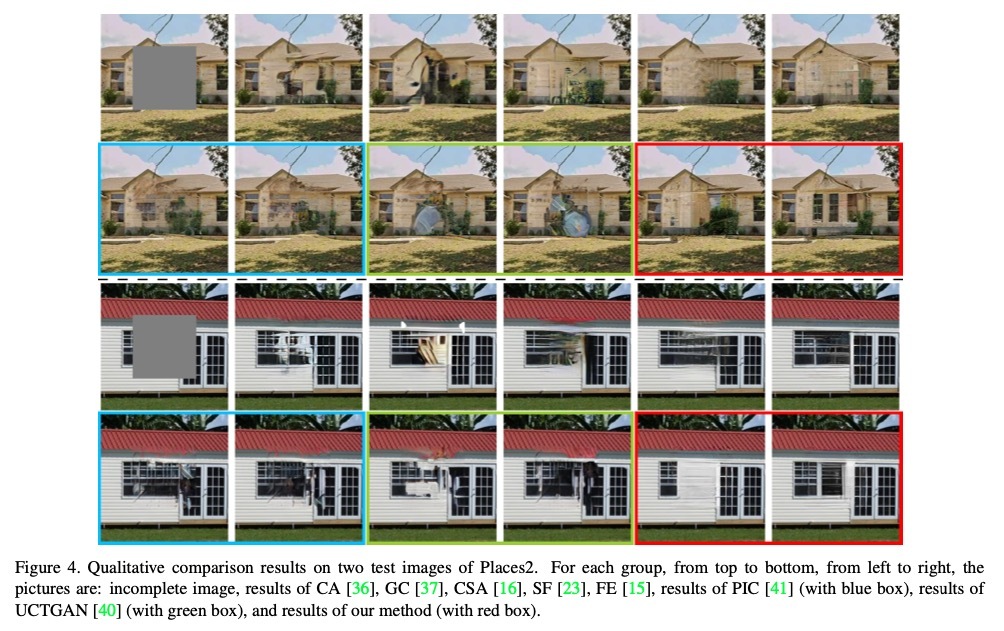 Figure 4. Qualitative comparison results on two test images of Places2. For each group, from top to bottom, from left to right, the
pictures are: incomplete image, results of CA [36], GC [37], CSA [16], SF [23], FE [15], results of PIC [41] (with blue box), results of
UCTGAN [40] (with green box), and results of our method (with red box).